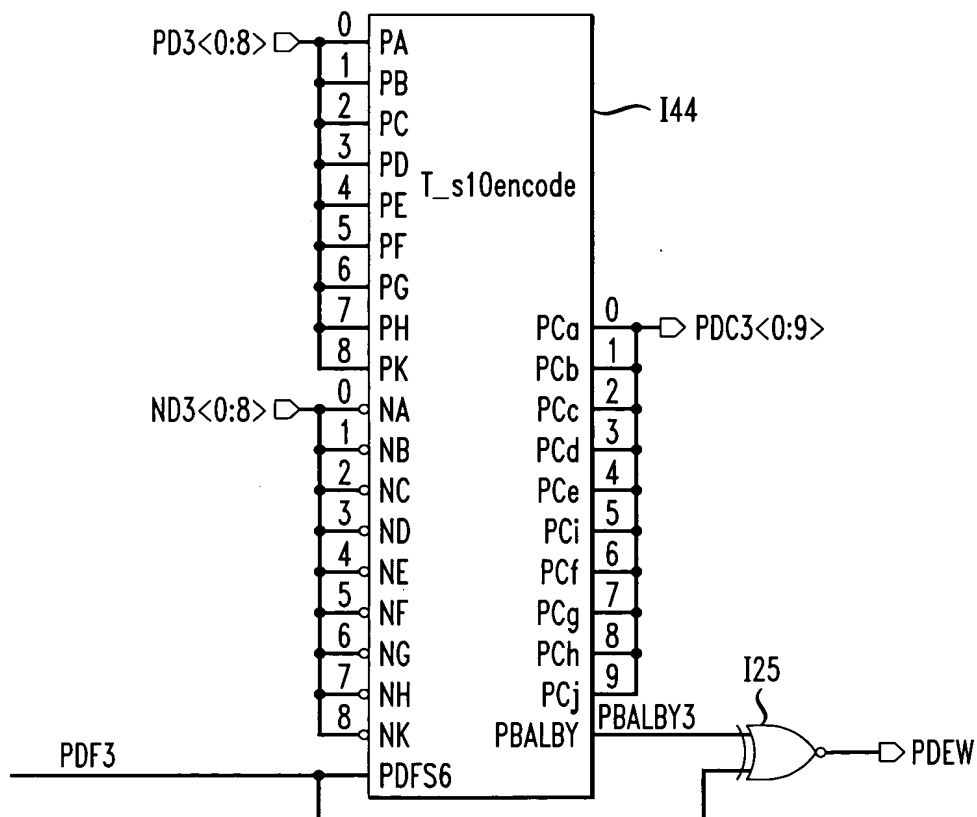 PD3<0:8>
0 PA
1 PB
2 PC
3 PD
4 PE
5 PF
6 PG
7 PH
8 PK
I44
T_s10encode
ND3<0:8>
0 NA
1 NB
2 NC
3 ND
4 NE
5 NF
6 NG
7 NH
8 NK
PDF3
PDFS6
PCa 0
PDC3<0:9>
PCb 1
PCc 2
PCd 3
PCe 4
PCi 5
PCf 6
PCg 7
PCh 8
PCj 9
PBALBY
PBALBY3
I25
PDEW